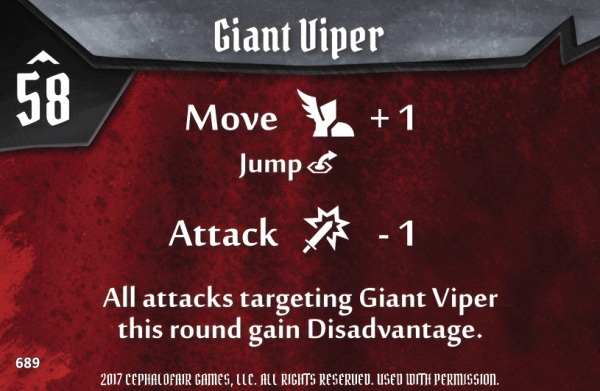 Giant Viper
58
Move + 1
Jump
Attack - 1
All attacks targeting Giant Viper
this round gain Disadvantage.
689
2017 CEPHALOFAIR GAMES, LLC. ALL RIGHTS RESERVED. USED WITH PERMISSION.